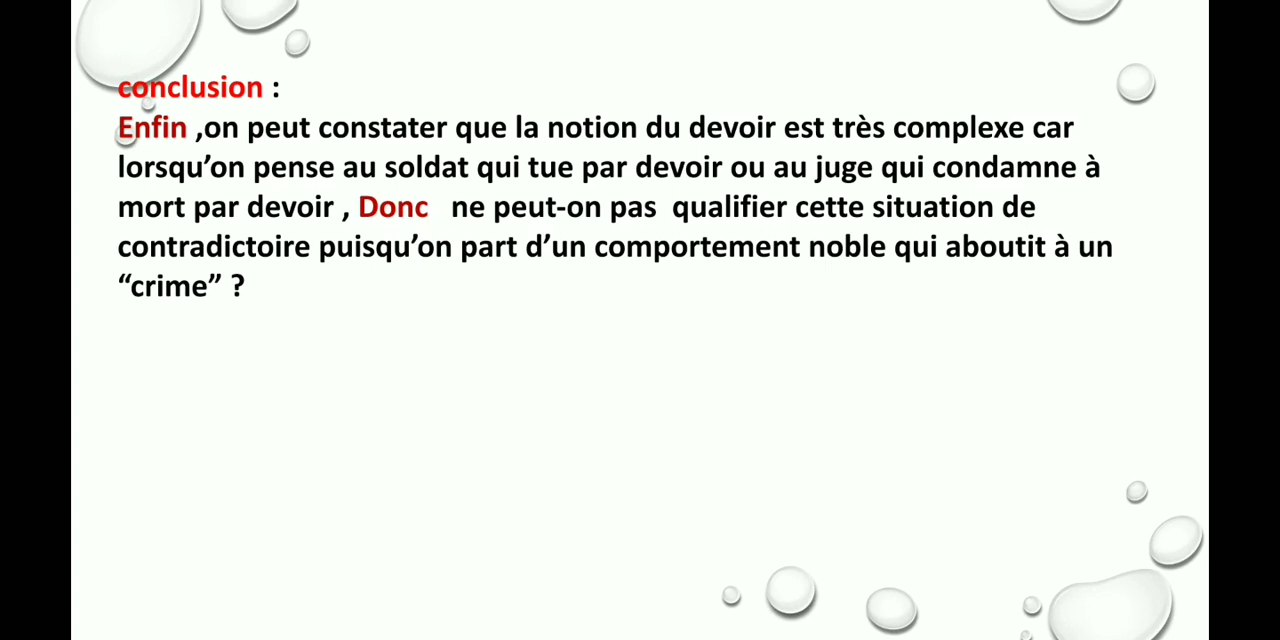 conclusion :
Enfin ,on peut constater que la notion du devoir est très complexe car
lorsqu’on pense au soldat qui tue par devoir ou au juge qui condamne à
mort par devoir , Donc ne peut-on pas qualifier cette situation de
contradictoire puisqu’on part d’un comportement noble qui aboutit à un
“crime” ?